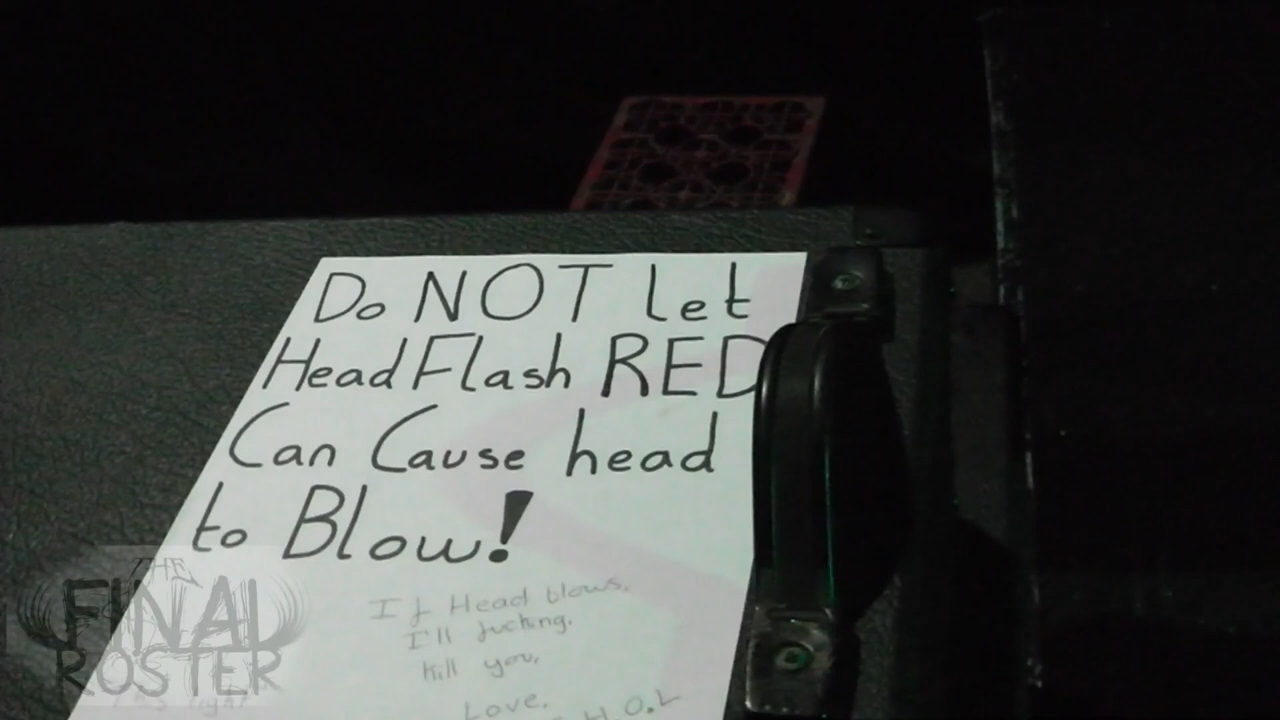 Do NOT let
Head Flash RED
Can Cause head
to Blow!
If Head blows.
I'll fucking.
kill you.
Love.
H.O.L
THE
FINAL
ROSTER